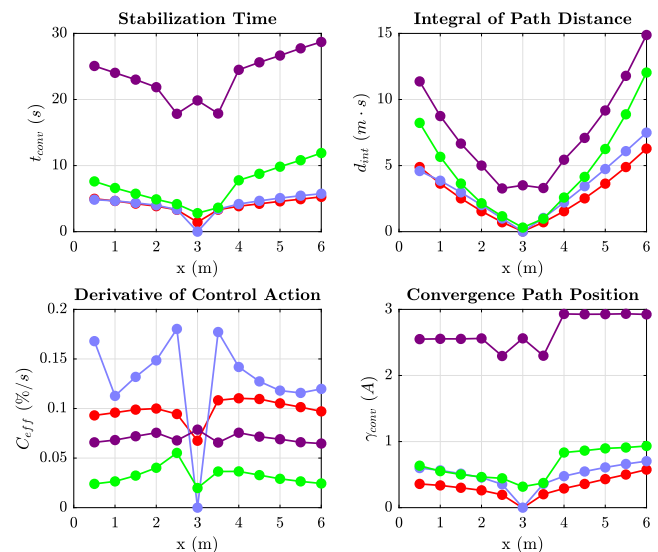 Stabilization Time
30
20
10
0
t_conv (s)
0 1 2 3 4 5 6
x (m)
Integral of Path Distance
15
10
5
0
d_int (m · s)
0 1 2 3 4 5 6
x (m)
Derivative of Control Action
0.2
0.15
0.1
0.05
0
C_eff (%/s)
0 1 2 3 4 5 6
x (m)
Convergence Path Position
3
2
1
0
γ_conv (A)
0 1 2 3 4 5 6
x (m)